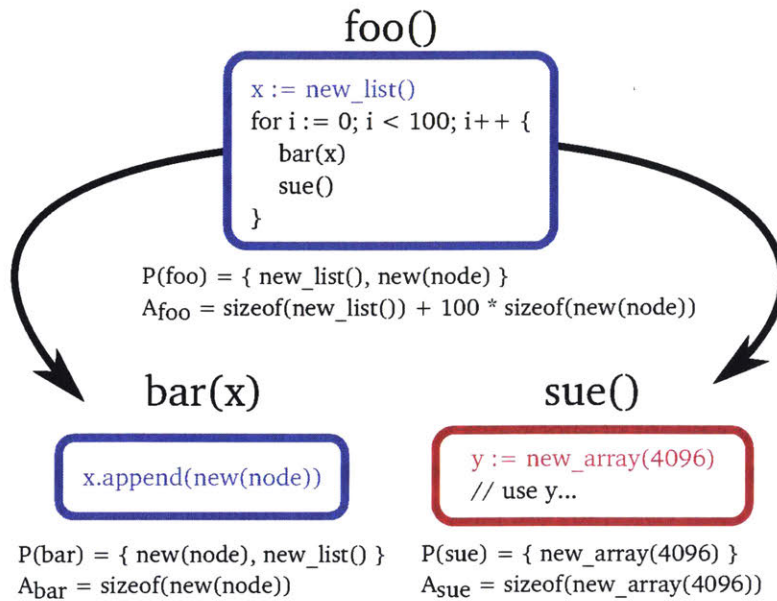 foo()
x := new_list()
for i := 0; i < 100; i++ {
bar(x)
sue()
}
P(foo) = { new_list(), new(node) }
Afoo = sizeof(new_list()) + 100 * sizeof(new(node))
bar(x)
x.append(new(node))
P(bar) = { new(node), new_list() }
Abar = sizeof(new(node))
sue()
y := new_array(4096)
// use y...
P(sue) = { new_array(4096) }
Asue = sizeof(new_array(4096))